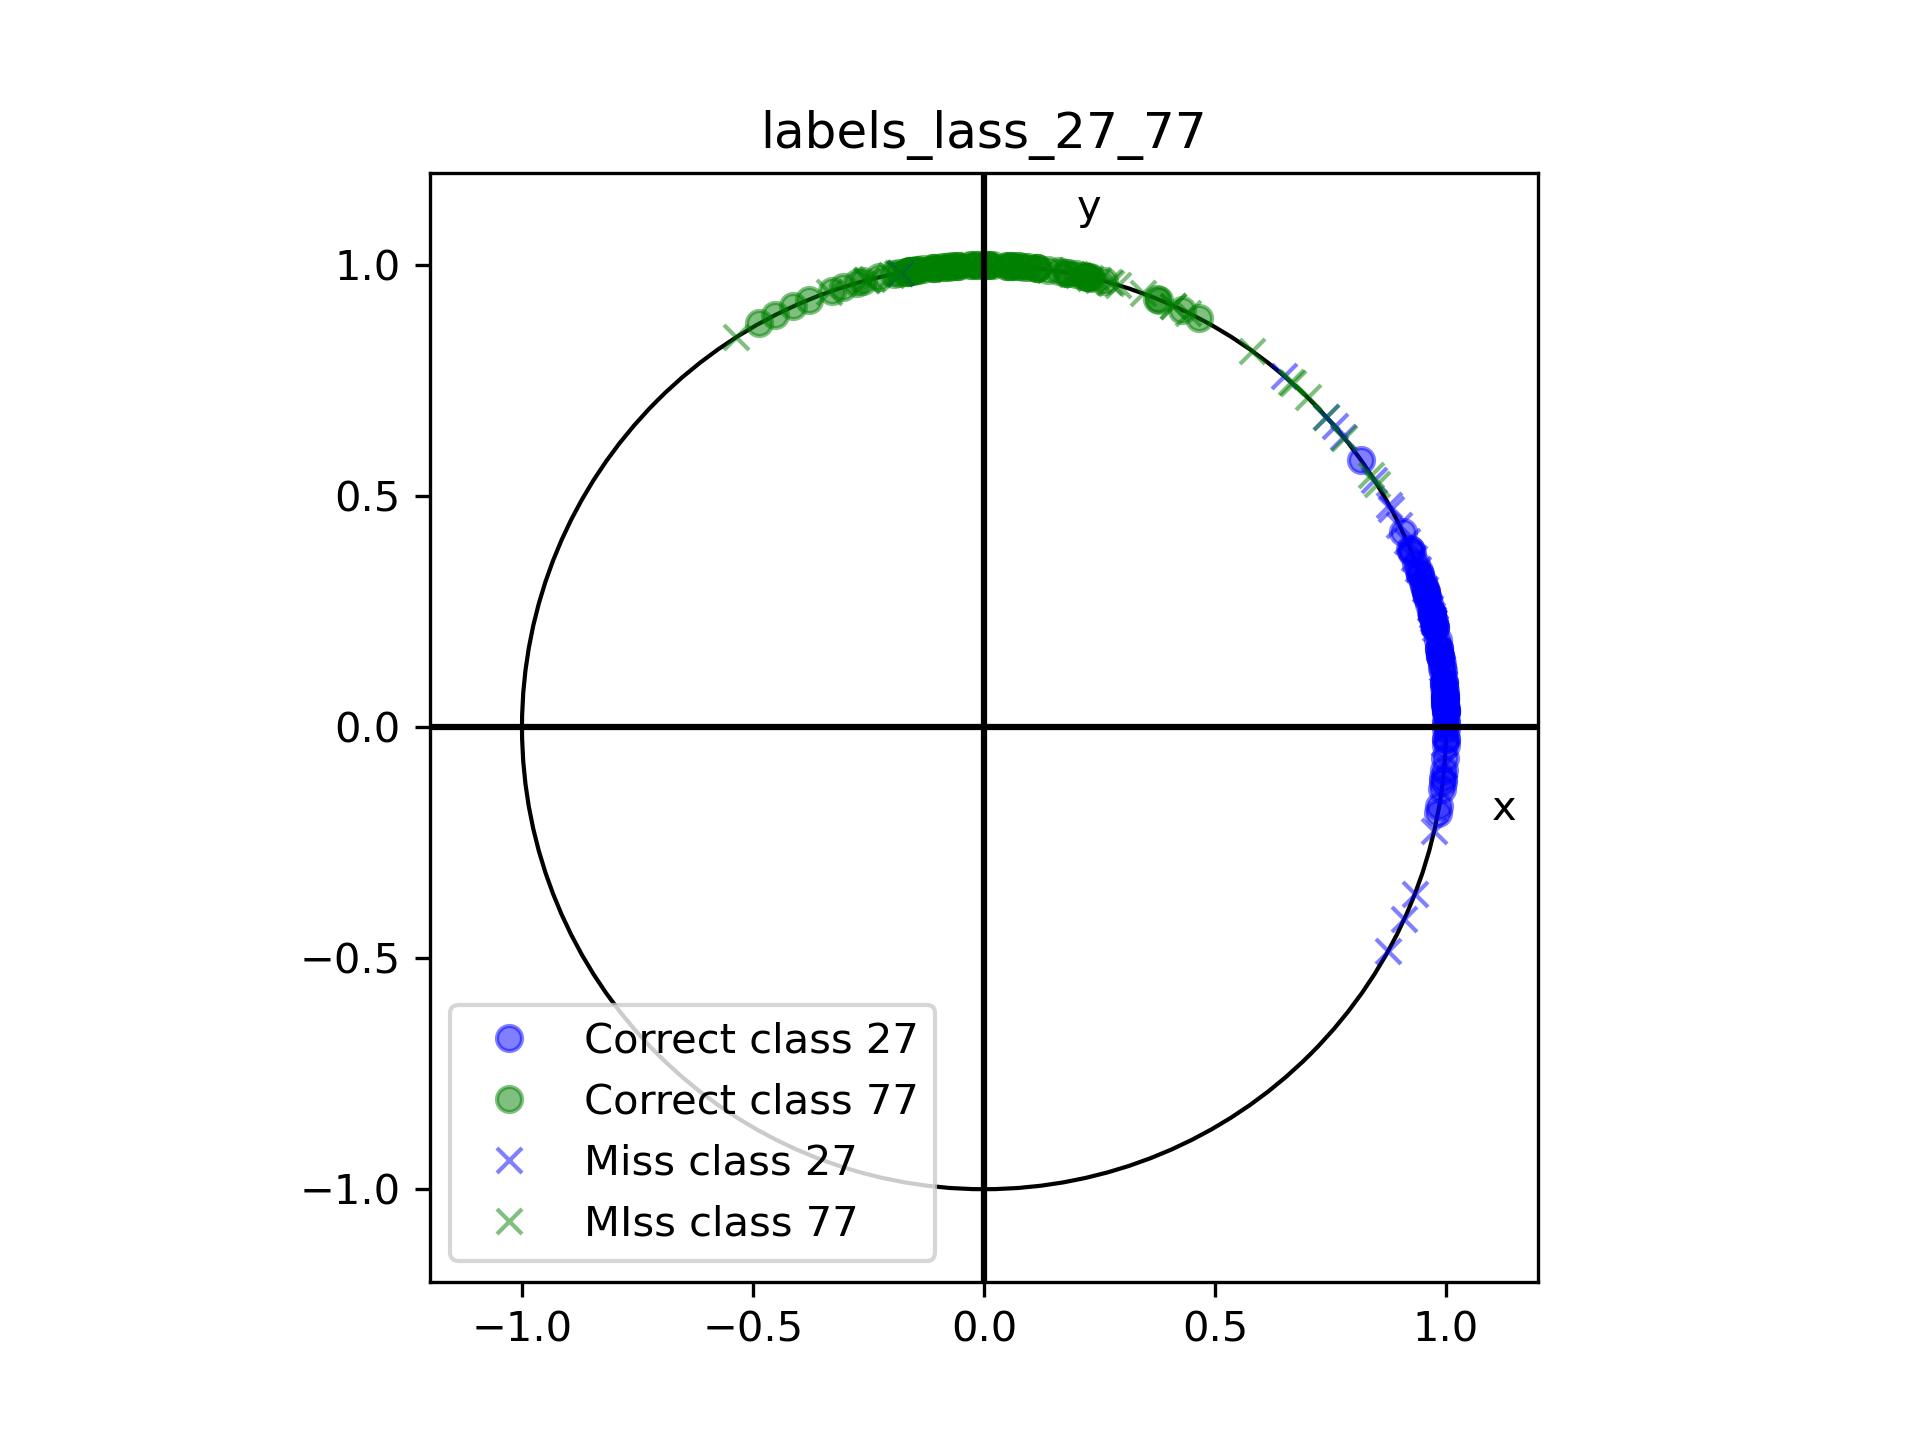 labels_lass_27_77
y
1.0
0.5
0.0
−0.5
−1.0
x
Correct class 27
Correct class 77
Miss class 27
MIss class 77
−1.0 −0.5 0.0 0.5 1.0